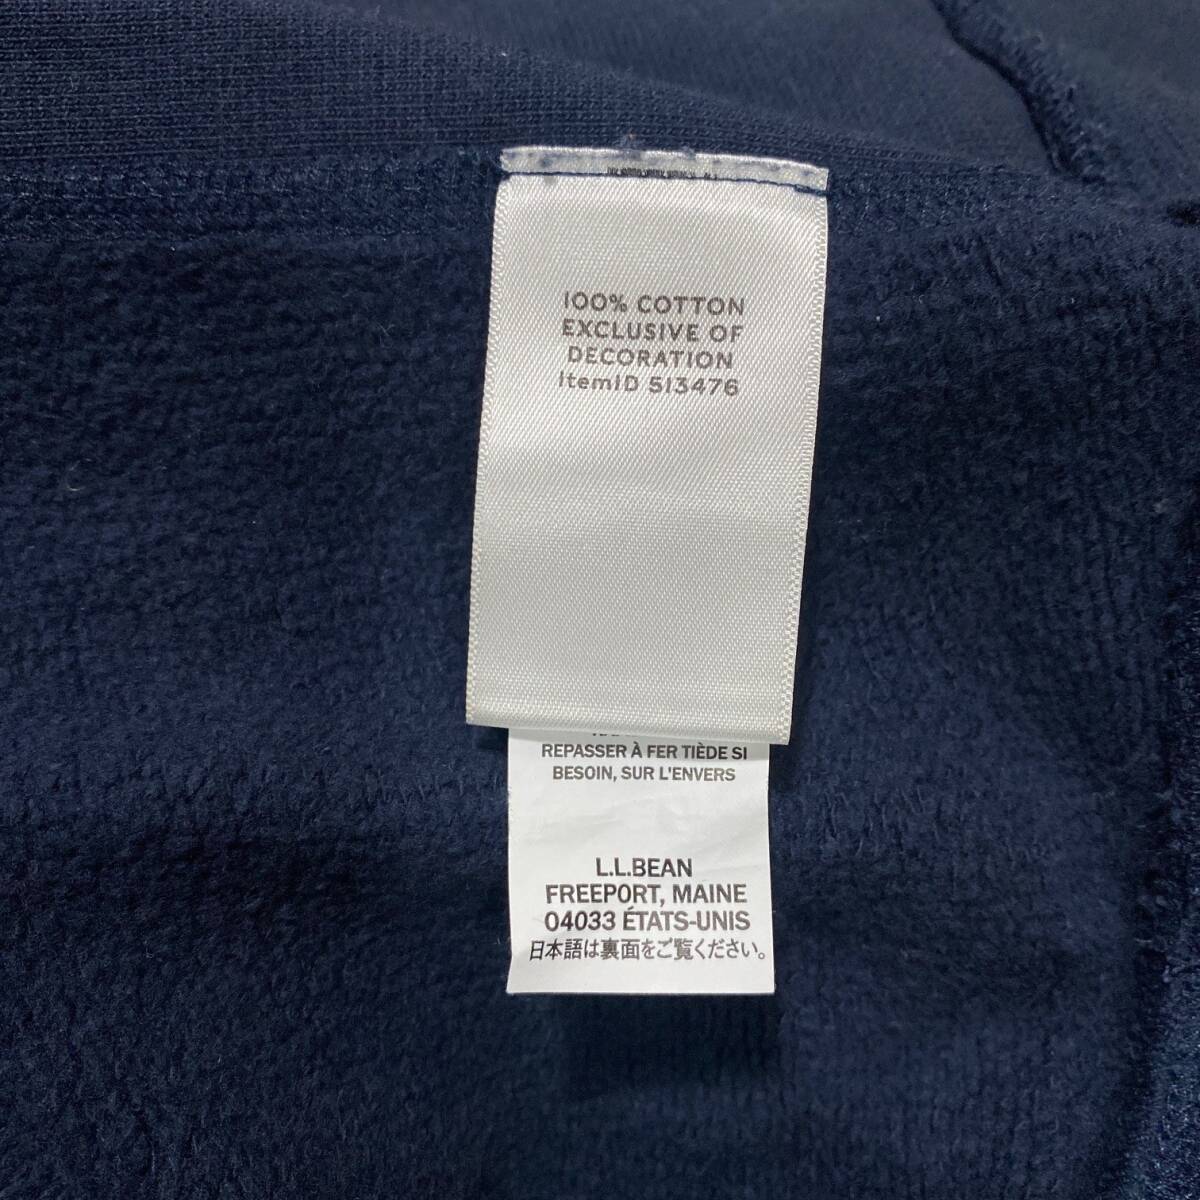 100% COTTON
EXCLUSIVE OF
DECORATION
ItemID 513476
REPASSER À FER TIÈDE SI
BESOIN, SUR L'ENVERS
L.L.BEAN
FREEPORT, MAINE
04033 ÉTATS-UNIS
日本語は裏面をご覧ください。